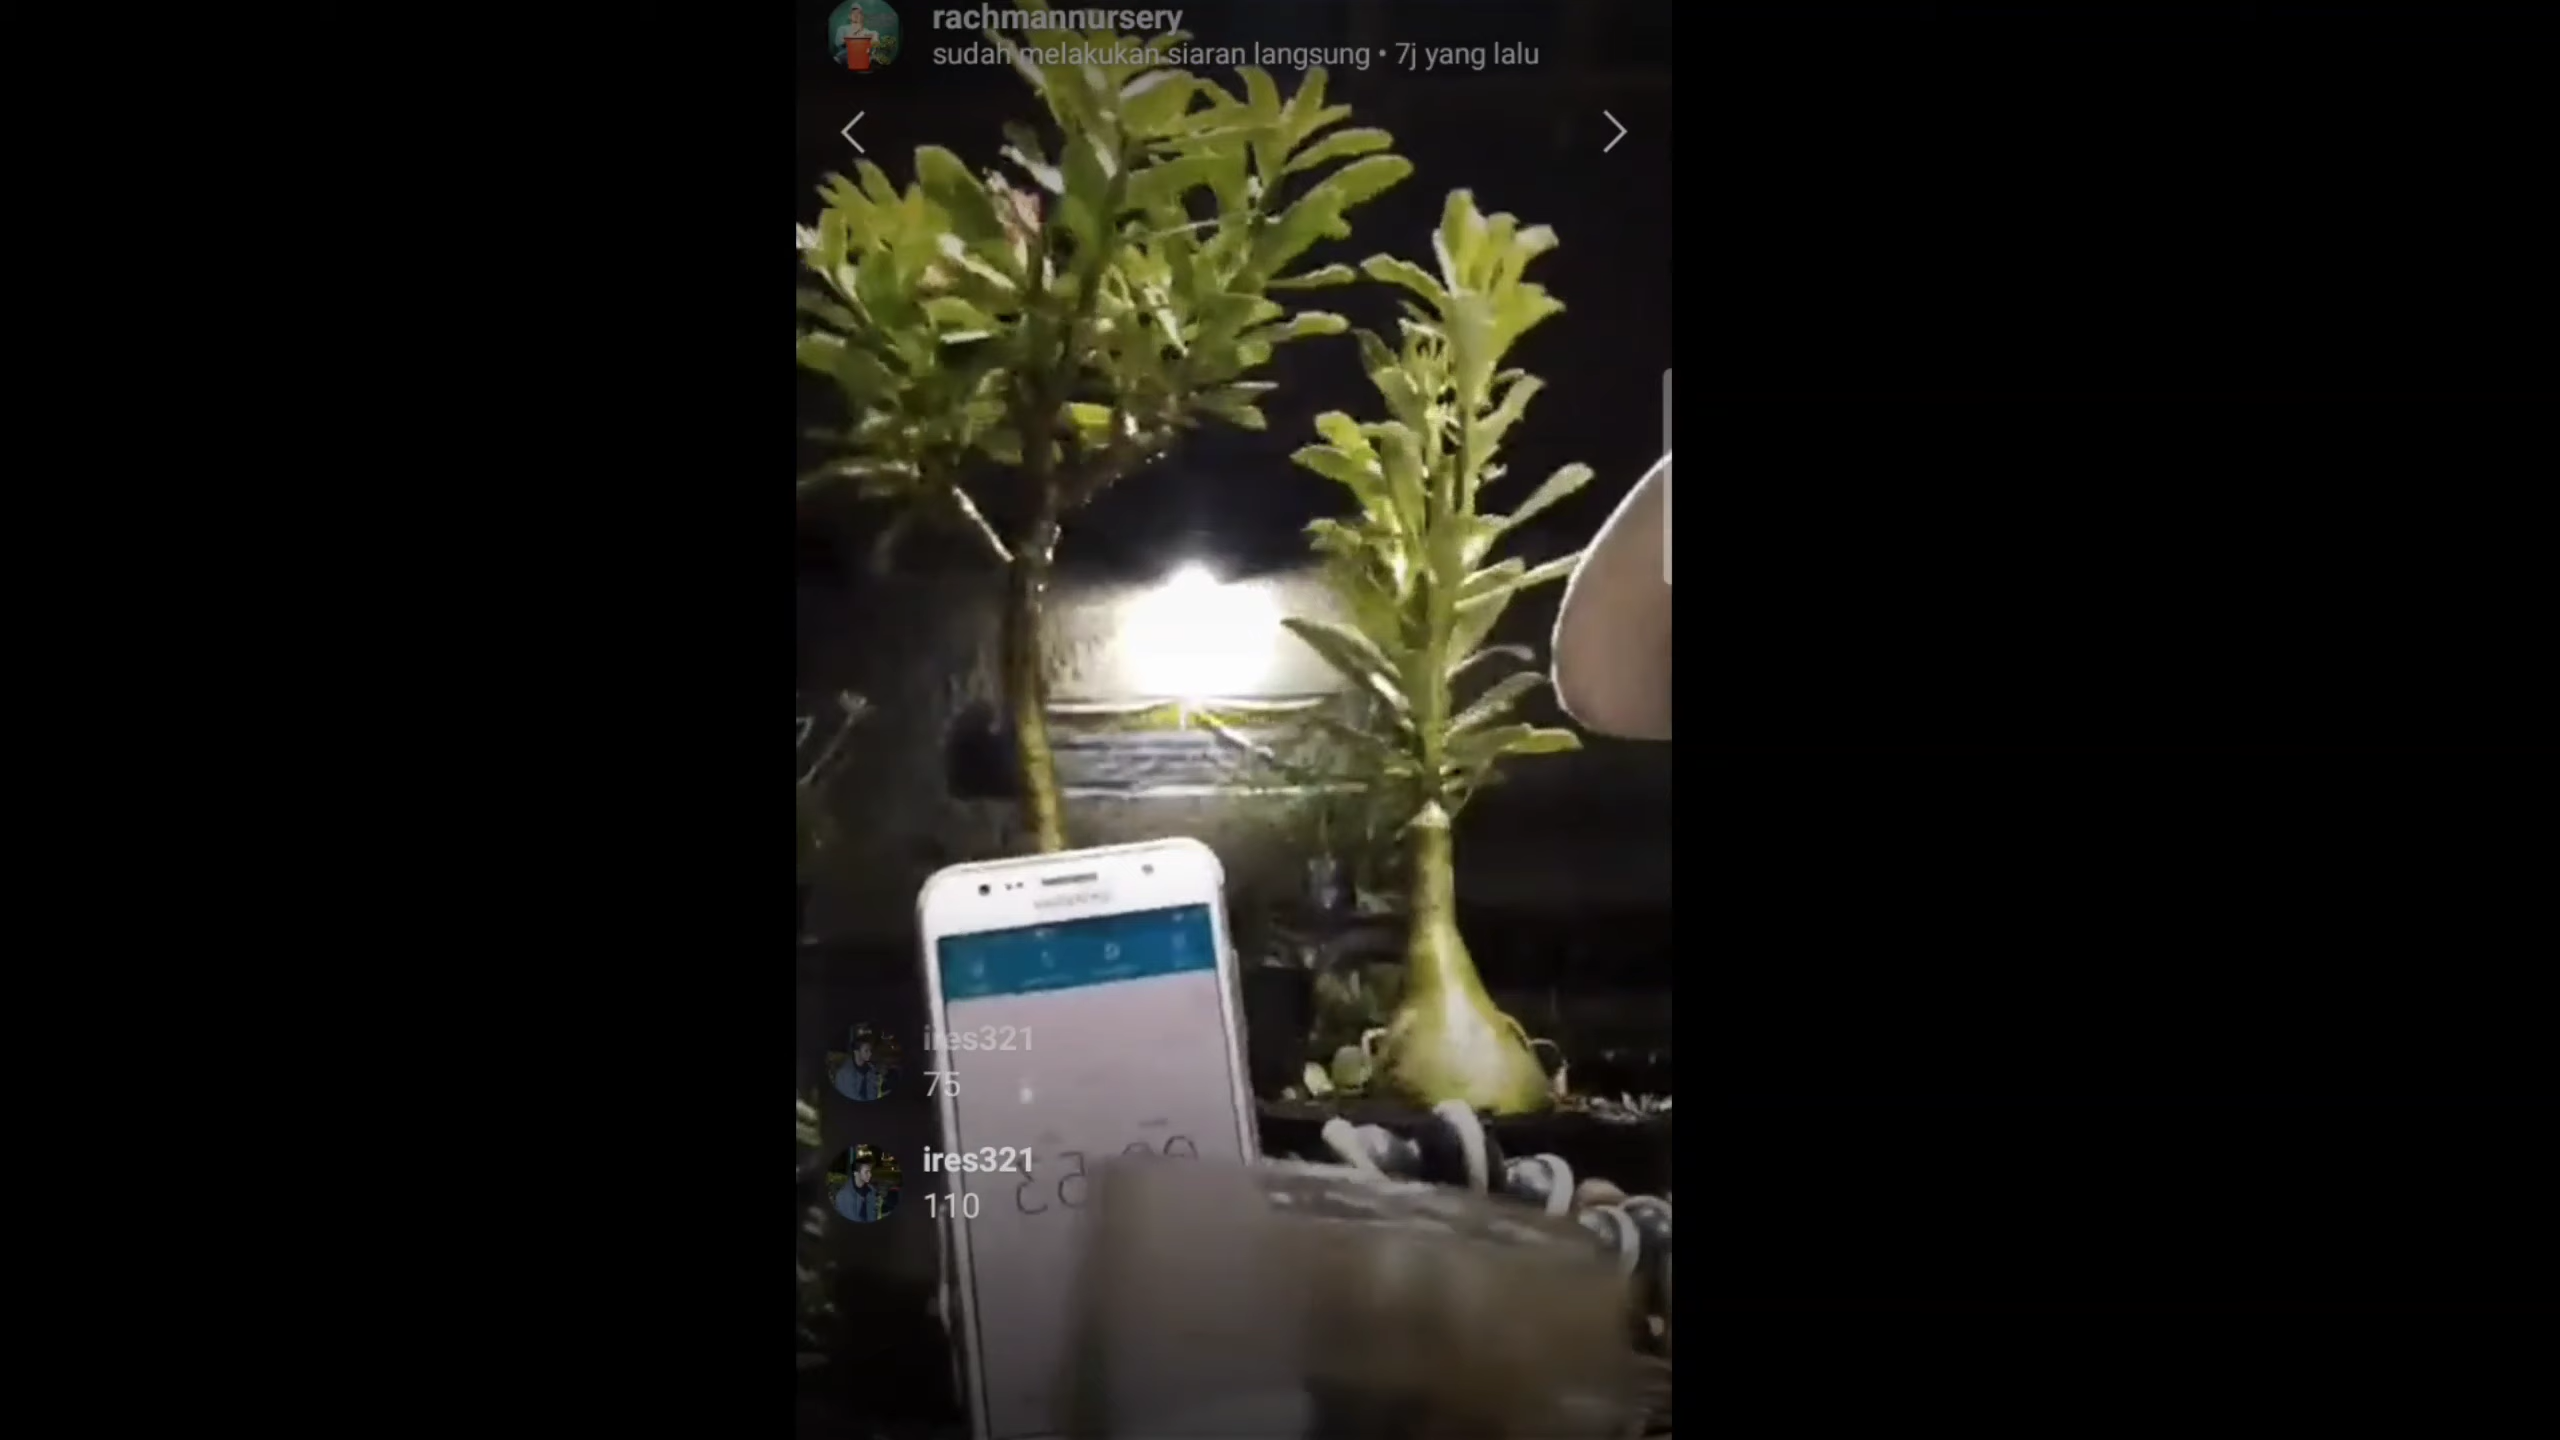 rachmannursery
sudah melakukan siaran langsung • 7j yang lalu
ires321
75
ires321
110